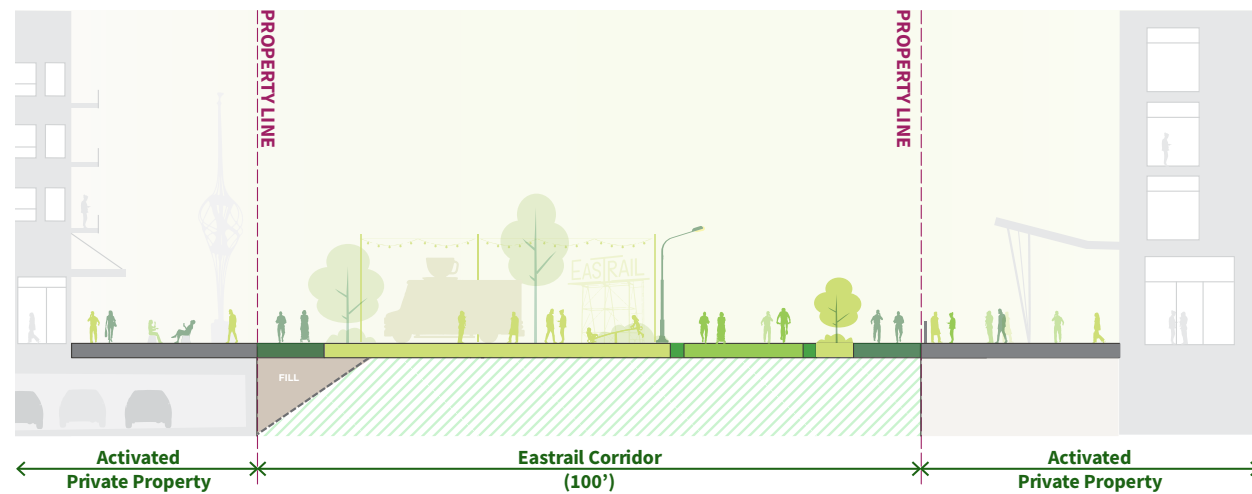 PROPERTY LINE
PROPERTY LINE
EASTRAIL
FILL
Activated
Private Property
Eastrail Corridor
(100’)
Activated
Private Property